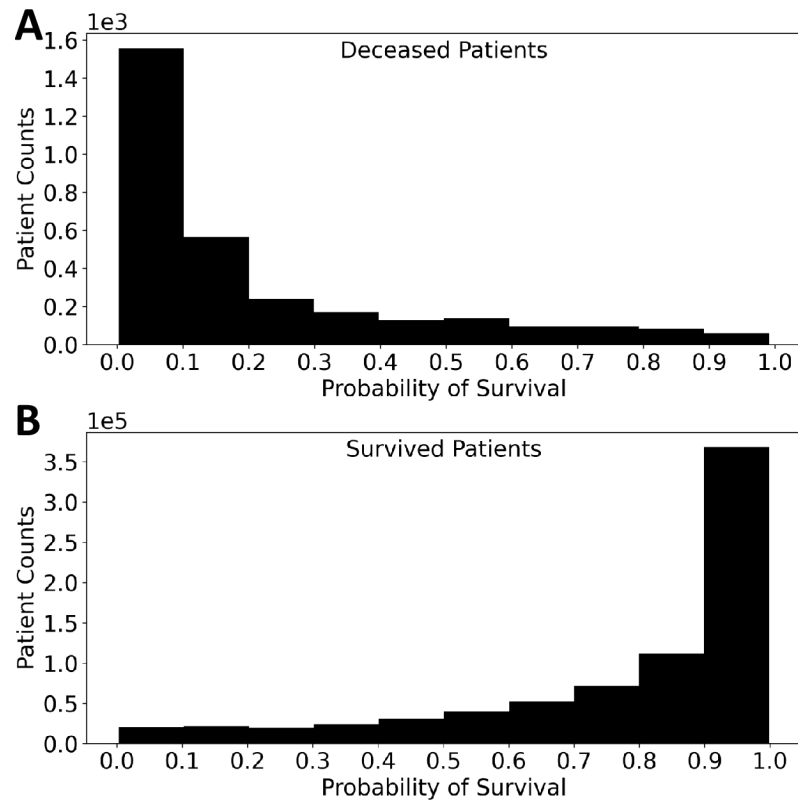 A
1e3
Deceased Patients
Patient Counts
1.6
1.4
1.2
1.0
0.8
0.6
0.4
0.2
0.0
0.0 0.1 0.2 0.3 0.4 0.5 0.6 0.7 0.8 0.9 1.0
Probability of Survival
B
1e5
Survived Patients
Patient Counts
3.5
3.0
2.5
2.0
1.5
1.0
0.5
0.0
0.0 0.1 0.2 0.3 0.4 0.5 0.6 0.7 0.8 0.9 1.0
Probability of Survival